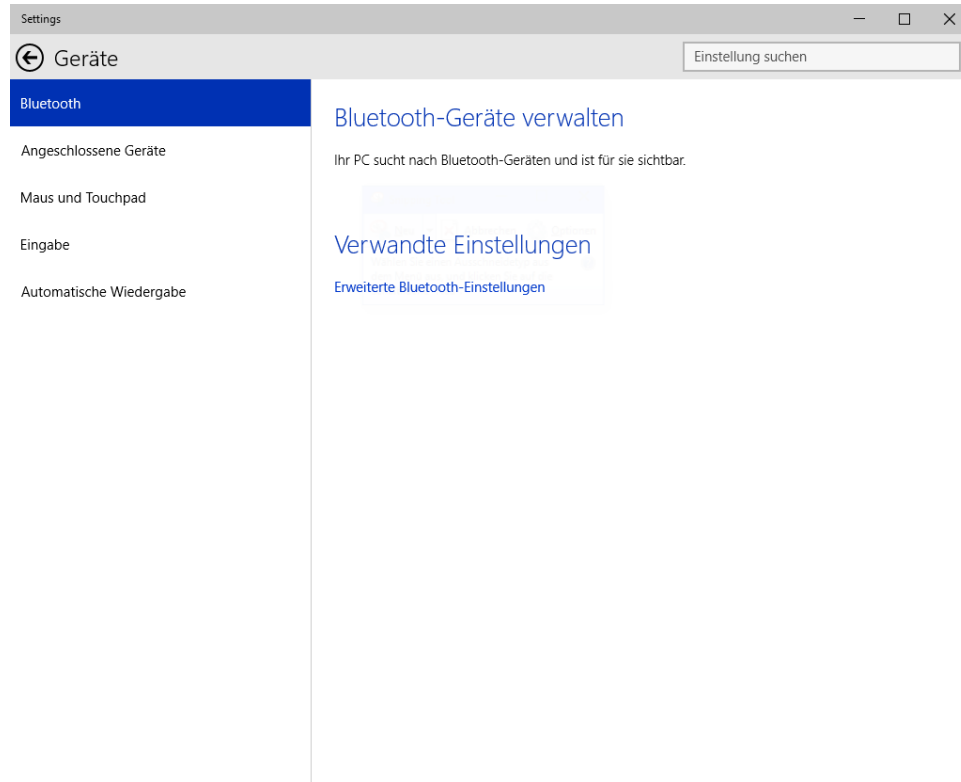 Settings
Geräte
Einstellung suchen
Bluetooth
Angeschlossene Geräte
Maus und Touchpad
Eingabe
Automatische Wiedergabe
Bluetooth-Geräte verwalten
Ihr PC sucht nach Bluetooth-Geräten und ist für sie sichtbar.
Verwandte Einstellungen
Erweiterte Bluetooth-Einstellungen